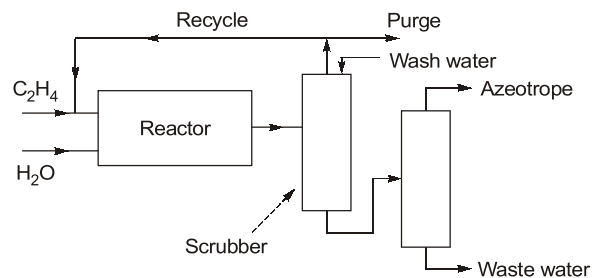 Recycle
Purge
Wash water
C₂H₄
Azeotrope
Reactor
H₂O
Scrubber
Waste water